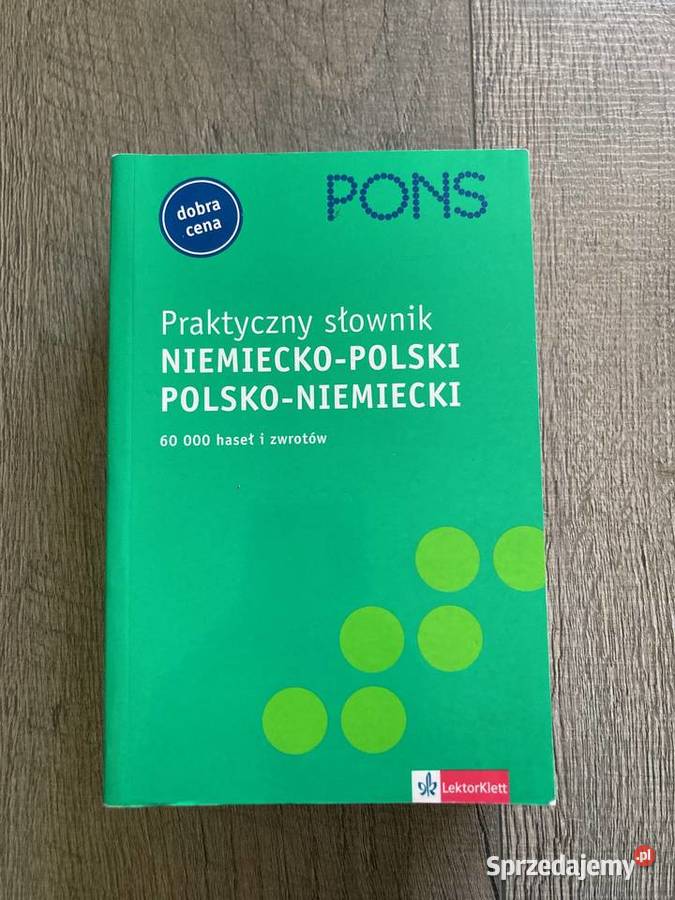 dobra
cena
PONS
Praktyczny słownik
NIEMIECKO-POLSKI
POLSKO-NIEMIECKI
60 000 haseł i zwrotów
LektorKlett
Sprzedajemy.pl